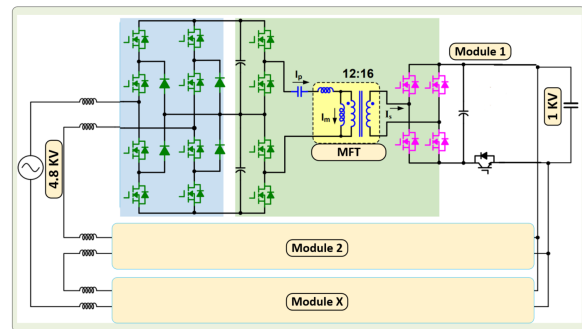 Module 1
12:16
Ip
Im
Is
MFT
4.8 KV
1 KV
Module 2
Module X